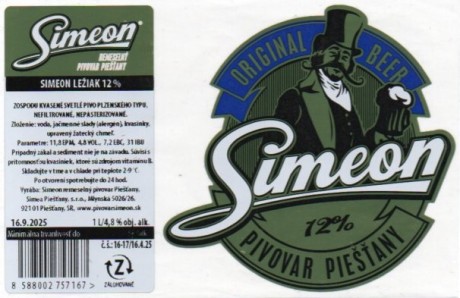 Simeon
REMESELNÝ
PIVOVAR PIEŠŤANY
SIMEON LEŽIAK 12 %
ZOSPODU KVASENÉ SVETLÉ PIVO PLZENSKÉHO TYPU,
NEFILTROVANÉ, NEPASTERIZOVANÉ.
Zloženie: voda, jačmenné slady (alergén), kvasinky,
upravený žatecký chmeľ.
Parametre: 11,8 EPM, 4,8 VOL., 7,2 EBC, 31 IBU
Prípadný zákal a sediment nie je na závadu. Súvisí s
prítomnosťou kvasiniek, ktoré sú zdrojom vitamínu B.
Skladujte v tme a v chlade pri teplote 2-9 °C
Po otvorení spotrebujte do 24 hod.
Výrobca: Simeon remeselný pivovar Piešťany,
Simea Piešťany, s.r.o., Mlynská 5026/26,
921 01 Piešťany, SR, www.pivovarsimeon.sk
16.9.2025 1 L/4,8 % obj. alk.
Minimálna trvanlivosť do
č.š.: 16-17/16.4.25
Z
ZÁLOHOVANÉ
8 588002 757167 >
ORIGINAL BEER
Simeon
12%
PIVOVAR PIEŠŤANY